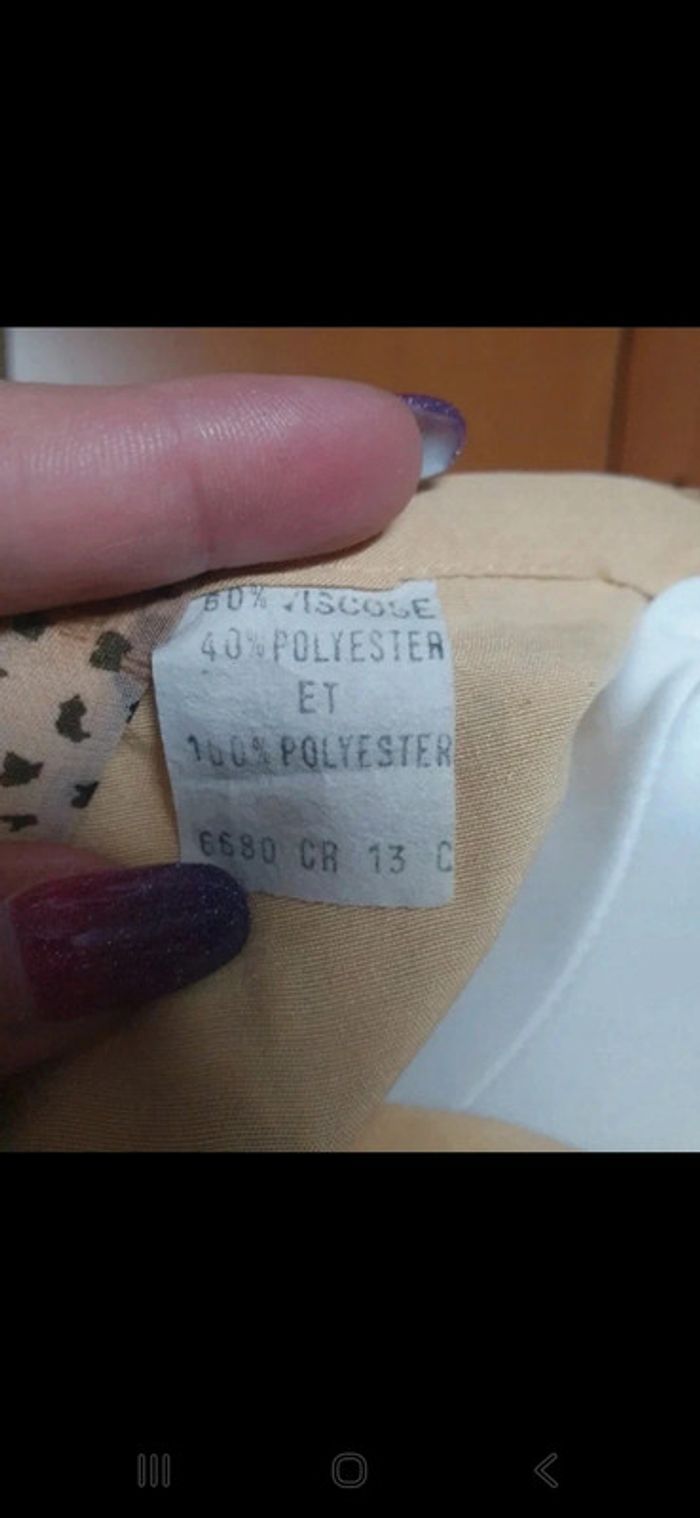 60% VISCOSE
40% POLYESTER
ET
100% POLYESTER
6680 CR 13 C